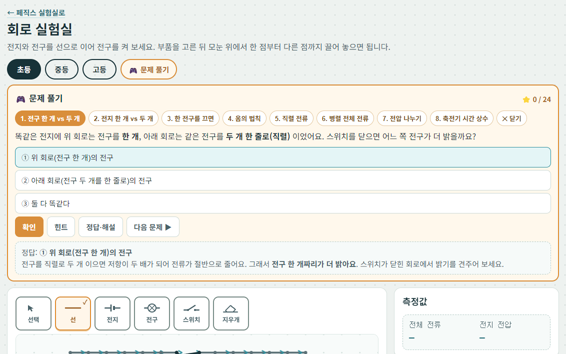 ← 페직스 실험실로
회로 실험실
전지와 전구를 선으로 이어 전구를 켜 보세요. 부품을 고른 뒤 모눈 위에서 한 점부터 다른 점까지 끌어 놓으면 됩니다.
초등 중등 고등 🎮 문제 풀기
🎮 문제 풀기 ⭐ 0 / 24
1. 전구 한 개 vs 두 개 2. 전지 한 개 vs 두 개 3. 한 전구를 끄면 4. 옴의 법칙 5. 직렬 전류 6. 병렬 전체 전류 7. 전압 나누기 8. 축전기 시간 상수 × 닫기
똑같은 전지에 위 회로는 전구를 한 개, 아래 회로는 같은 전구를 두 개 한 줄로(직렬) 이었어요. 스위치를 닫으면 어느 쪽 전구가 더 밝을까요?
① 위 회로(전구 한 개)의 전구
② 아래 회로(전구 두 개를 한 줄로)의 전구
③ 둘 다 똑같다
확인 힌트 정답·해설 다음 문제 ▶
정답: ① 위 회로(전구 한 개)의 전구
전구를 직렬로 두 개 이으면 저항이 두 배가 되어 전류가 절반으로 줄어요. 그래서 전구 한 개짜리가 더 밝아요. 스위치가 닫힌 회로에서 밝기를 견주어 보세요.
선택 선 전지 전구 스위치 지우개
측정값
전체 전류 전지 전압
– –